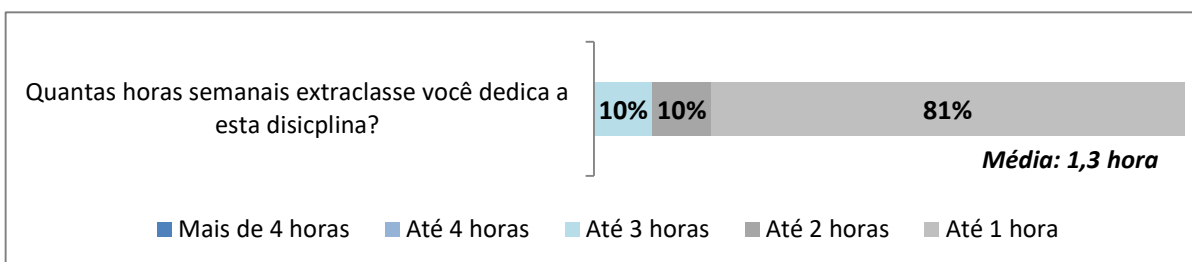 Quantas horas semanais extraclasse você dedica a
esta disicplina?
10% 10% 81%
Média: 1,3 hora
Mais de 4 horas Até 4 horas Até 3 horas Até 2 horas Até 1 hora